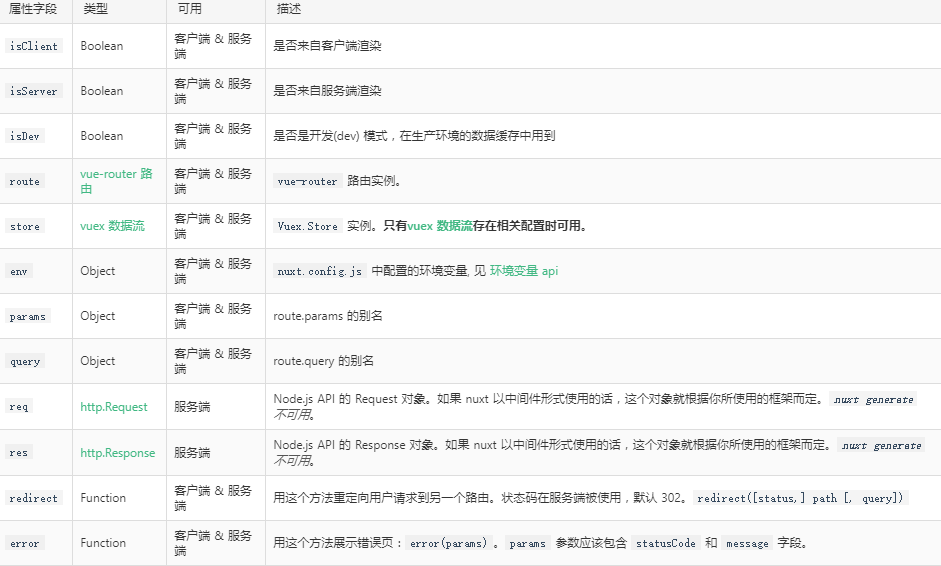 属性字段 类型 可用 描述
isClient Boolean 客户端 & 服务端 是否来自客户端渲染
isServer Boolean 客户端 & 服务端 是否来自服务端渲染
isDev Boolean 客户端 & 服务端 是否是开发(dev) 模式，在生产环境的数据缓存中用到
route vue-router 路由 客户端 & 服务端 vue-router 路由实例。
store vuex 数据流 客户端 & 服务端 Vuex.Store 实例。只有vuex 数据流存在相关配置时可用。
env Object 客户端 & 服务端 nuxt.config.js 中配置的环境变量, 见 环境变量 api
params Object 客户端 & 服务端 route.params 的别名
query Object 客户端 & 服务端 route.query 的别名
req http.Request 服务端 Node.js API 的 Request 对象。如果 nuxt 以中间件形式使用的话，这个对象就根据你所使用的框架而定。 nuxt generate
不可用。
res http.Response 服务端 Node.js API 的 Response 对象。如果 nuxt 以中间件形式使用的话，这个对象就根据你所使用的框架而定。 nuxt generate
不可用。
redirect Function 客户端 & 服务端 用这个方法重定向用户请求到另一个路由。状态码在服务端被使用，默认 302。 redirect([status,] path [, query])
error Function 客户端 & 服务端 用这个方法展示错误页：error(params) 。params 参数应该包含 statusCode 和 message 字段。